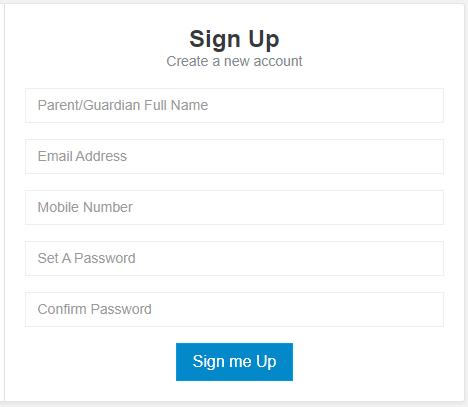 Sign Up
Create a new account
Parent/Guardian Full Name
Email Address
Mobile Number
Set A Password
Confirm Password
Sign me Up